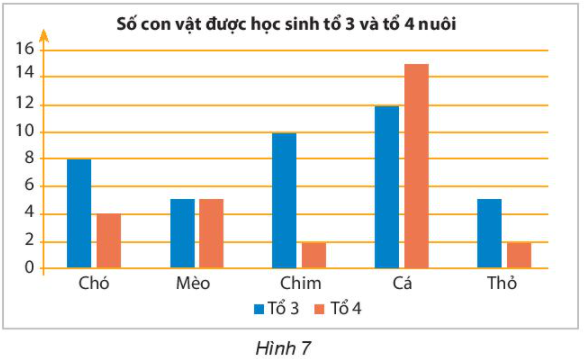 Số con vật được học sinh tổ 3 và tổ 4 nuôi
16
14
12
10
8
6
4
2
0
Chó Mèo Chim Cá Thỏ
Tổ 3 Tổ 4
Hình 7